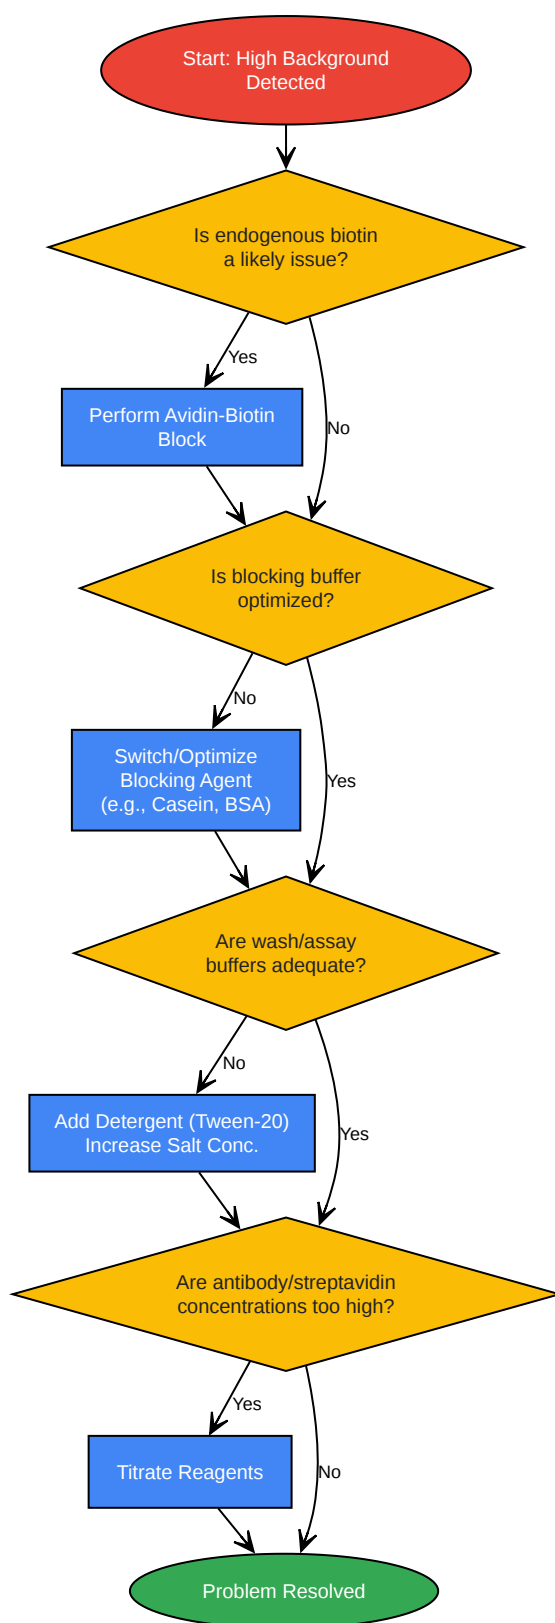 Start: High Background
Detected
Is endogenous biotin
a likely issue?
Yes
Perform Avidin-Biotin
Block
No
Is blocking buffer
optimized?
No
Switch/Optimize
Blocking Agent
(e.g., Casein, BSA)
Yes
Are wash/assay
buffers adequate?
No
Add Detergent (Tween-20)
Increase Salt Conc.
Yes
Are antibody/streptavidin
concentrations too high?
Yes
Titrate Reagents
No
Problem Resolved